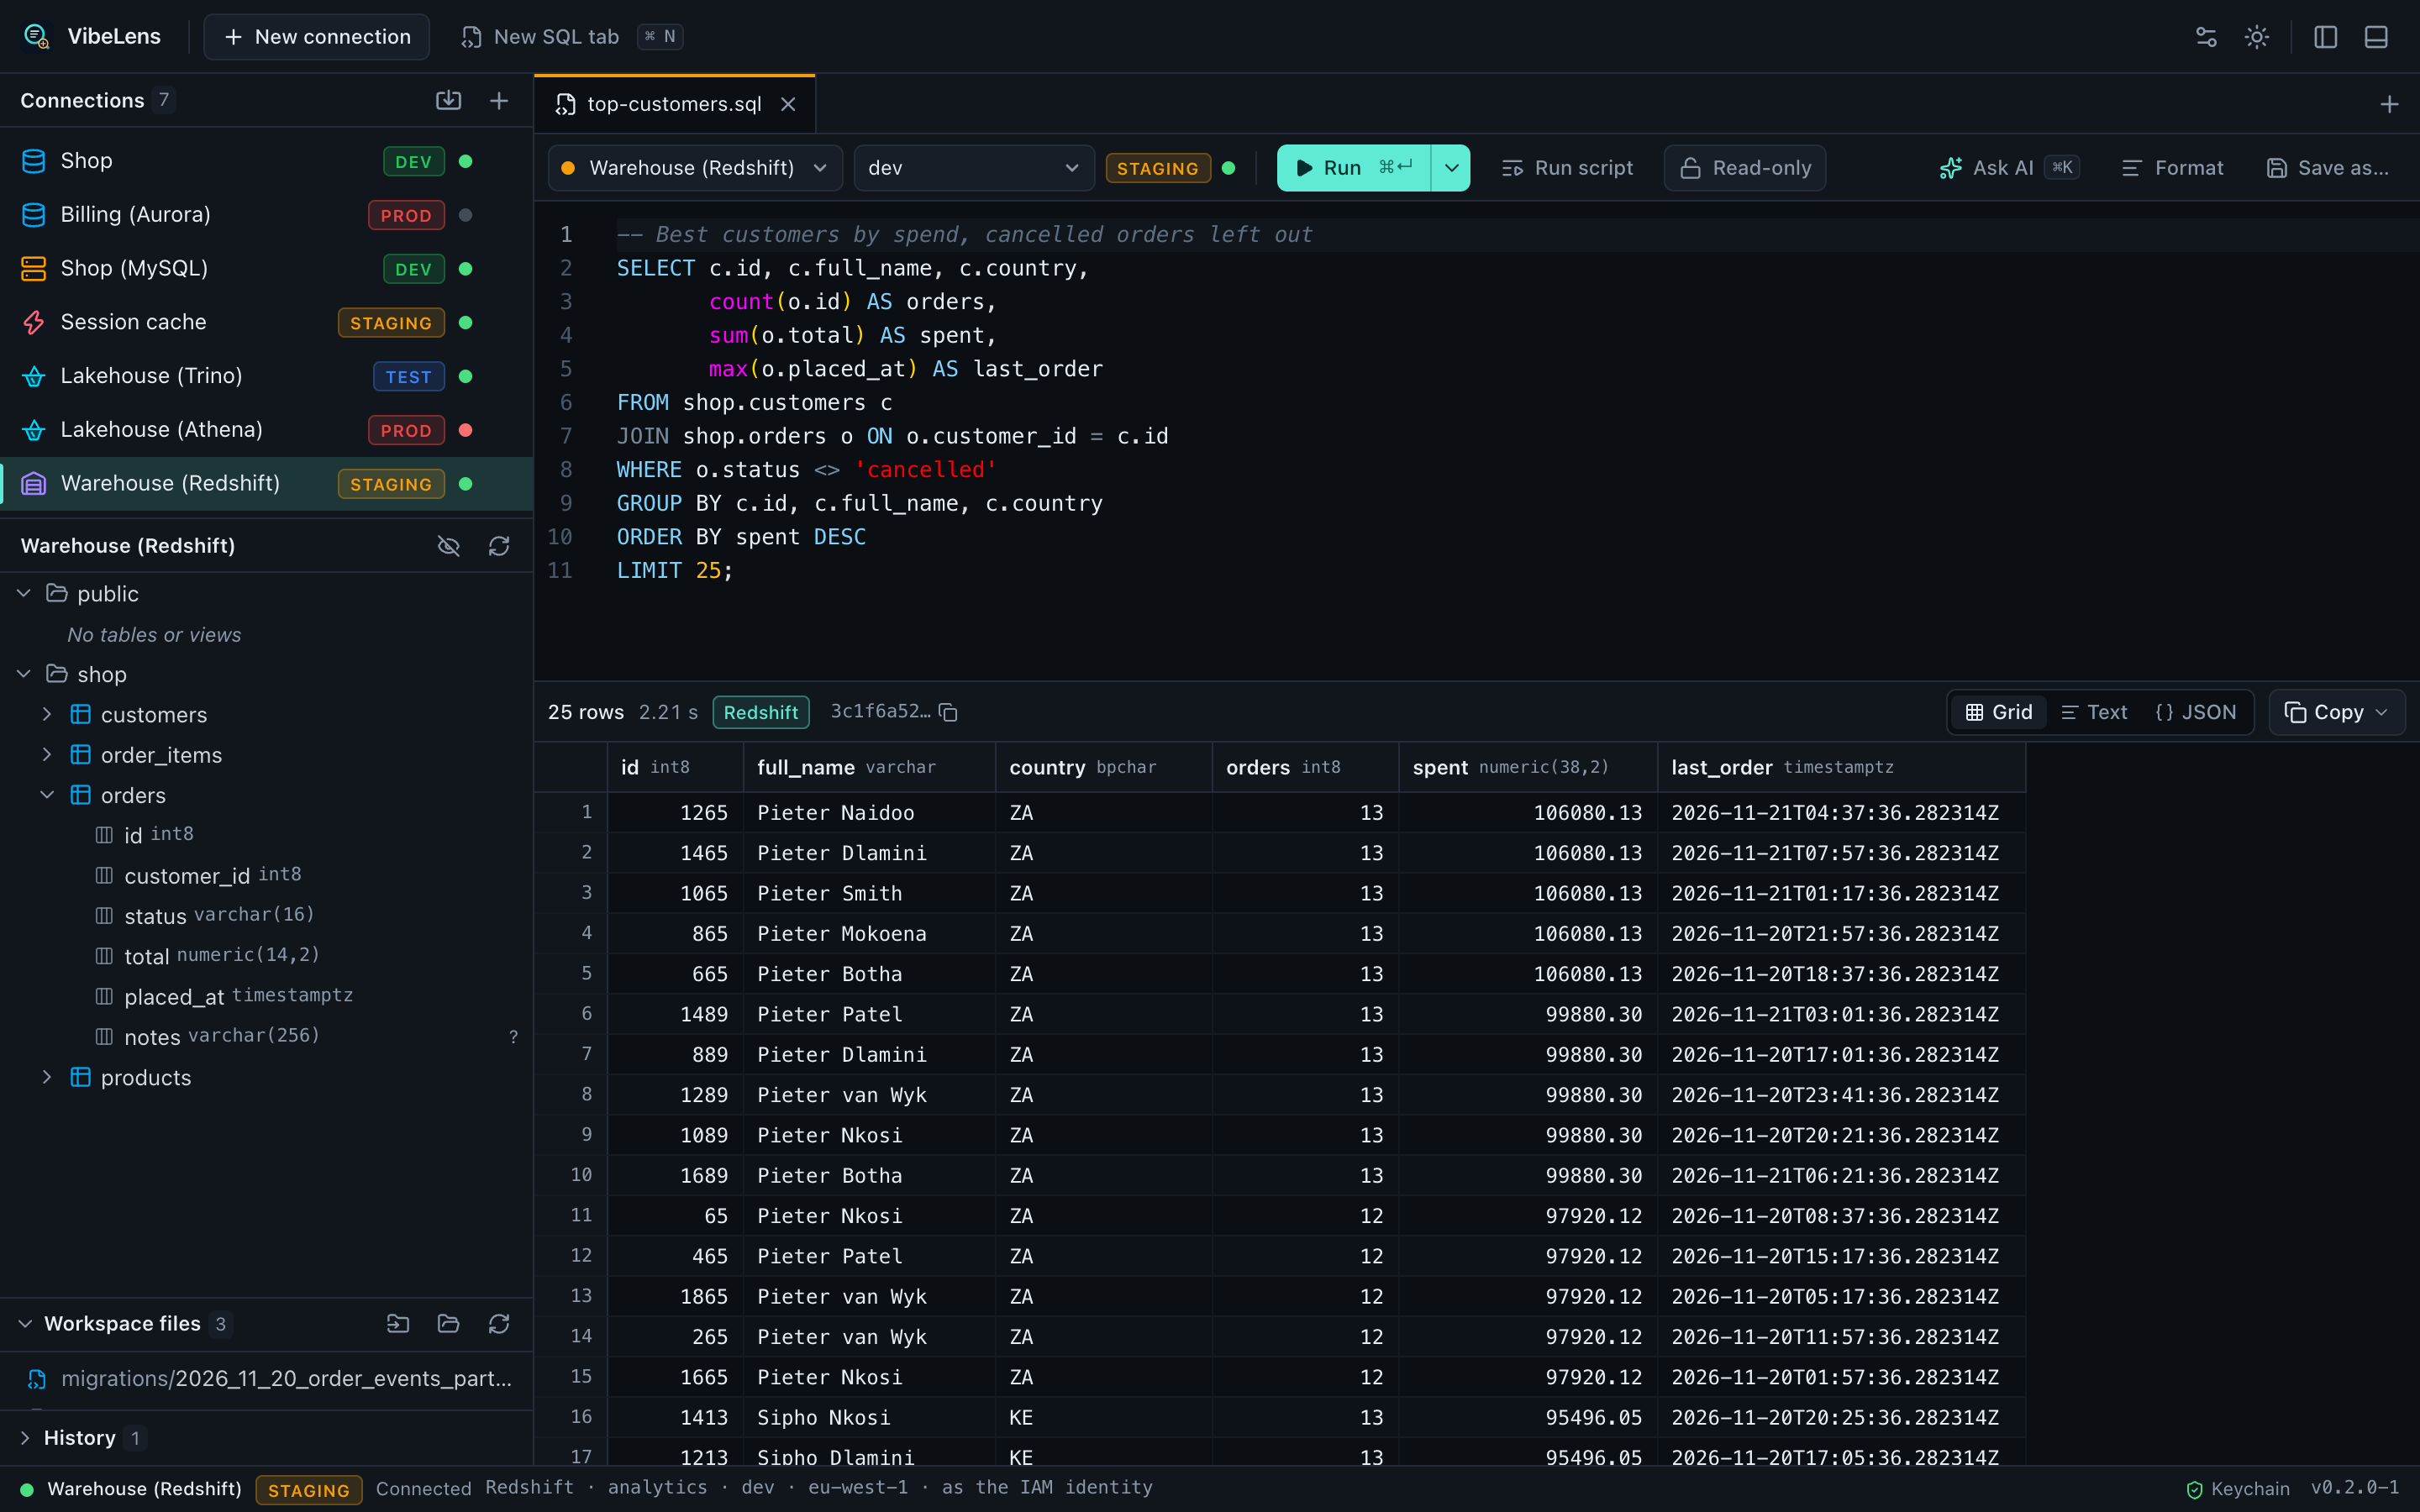 VibeLens
New connection
New SQL tab ⌘ N
Connections 7
Shop DEV
Billing (Aurora) PROD
Shop (MySQL) DEV
Session cache STAGING
Lakehouse (Trino) TEST
Lakehouse (Athena) PROD
Warehouse (Redshift) STAGING
Warehouse (Redshift)
public
No tables or views
shop
customers
order_items
orders
id int8
customer_id int8
status varchar(16)
total numeric(14,2)
placed_at timestamptz
notes varchar(256) ?
products
Workspace files 3
migrations/2026_11_20_order_events_part...
History 1
top-customers.sql
Warehouse (Redshift) dev STAGING Run ⌘↵ Run script Read-only Ask AI ⌘K Format Save as...
1 -- Best customers by spend, cancelled orders left out
2 SELECT c.id, c.full_name, c.country,
3 count(o.id) AS orders,
4 sum(o.total) AS spent,
5 max(o.placed_at) AS last_order
6 FROM shop.customers c
7 JOIN shop.orders o ON o.customer_id = c.id
8 WHERE o.status <> 'cancelled'
9 GROUP BY c.id, c.full_name, c.country
10 ORDER BY spent DESC
11 LIMIT 25;
25 rows 2.21 s Redshift 3c1f6a52… Grid Text {} JSON Copy
id int8 full_name varchar country bpchar orders int8 spent numeric(38,2) last_order timestamptz
1 1265 Pieter Naidoo ZA 13 106080.13 2026-11-21T04:37:36.282314Z
2 1465 Pieter Dlamini ZA 13 106080.13 2026-11-21T07:57:36.282314Z
3 1065 Pieter Smith ZA 13 106080.13 2026-11-21T01:17:36.282314Z
4 865 Pieter Mokoena ZA 13 106080.13 2026-11-20T21:57:36.282314Z
5 665 Pieter Botha ZA 13 106080.13 2026-11-20T18:37:36.282314Z
6 1489 Pieter Patel ZA 13 99880.30 2026-11-21T03:01:36.282314Z
7 889 Pieter Dlamini ZA 13 99880.30 2026-11-20T17:01:36.282314Z
8 1289 Pieter van Wyk ZA 13 99880.30 2026-11-20T23:41:36.282314Z
9 1089 Pieter Nkosi ZA 13 99880.30 2026-11-20T20:21:36.282314Z
10 1689 Pieter Botha ZA 13 99880.30 2026-11-21T06:21:36.282314Z
11 65 Pieter Nkosi ZA 12 97920.12 2026-11-20T08:37:36.282314Z
12 465 Pieter Patel ZA 12 97920.12 2026-11-20T15:17:36.282314Z
13 1865 Pieter van Wyk ZA 12 97920.12 2026-11-20T05:17:36.282314Z
14 265 Pieter van Wyk ZA 12 97920.12 2026-11-20T11:57:36.282314Z
15 1665 Pieter Nkosi ZA 12 97920.12 2026-11-20T01:57:36.282314Z
16 1413 Sipho Nkosi KE 13 95496.05 2026-11-20T20:25:36.282314Z
17 1213 Sipho Dlamini KE 13 95496.05 2026-11-20T17:05:36.282314Z
Warehouse (Redshift) STAGING Connected Redshift · analytics · dev · eu-west-1 · as the IAM identity Keychain v0.2.0-1